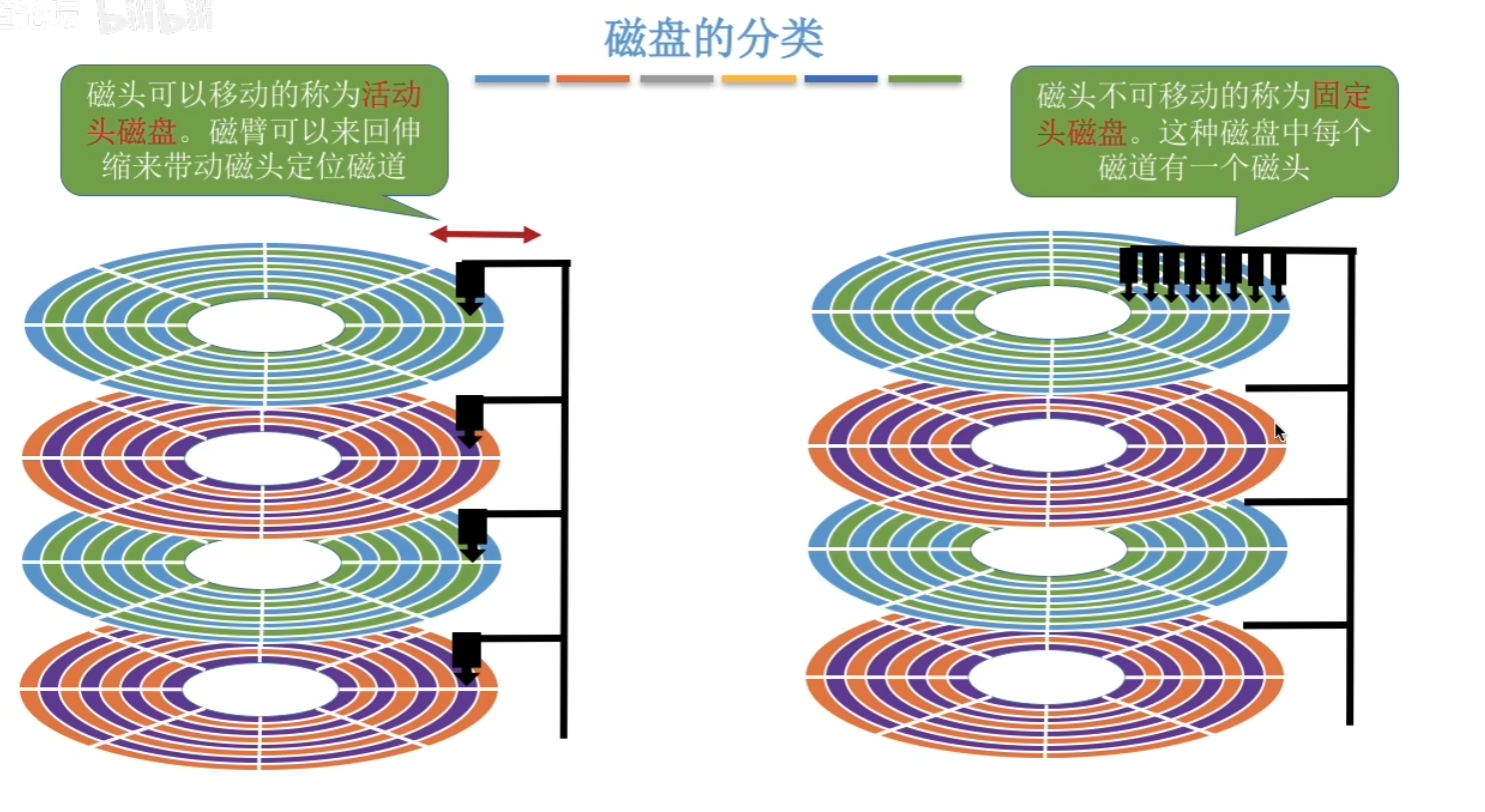 bilibili
磁盘的分类
磁头可以移动的称为活动
头磁盘。磁臂可以来回伸
缩来带动磁头定位磁道
磁头不可移动的称为固定
头磁盘。这种磁盘中每个
磁道有一个磁头